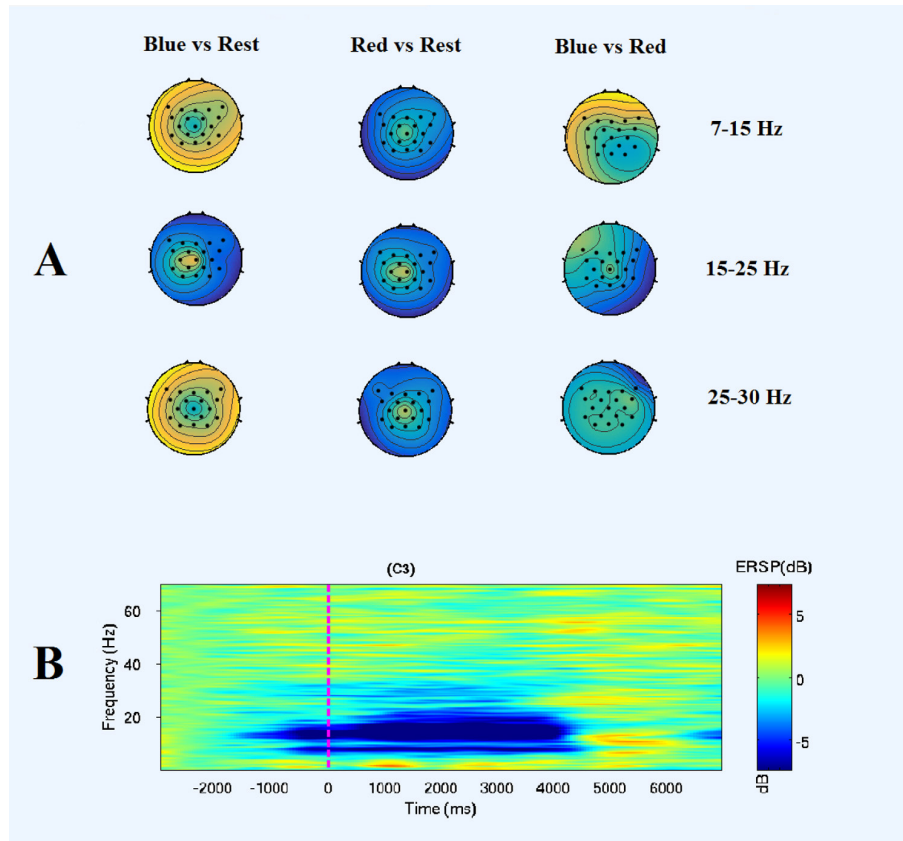 Blue vs Rest Red vs Rest Blue vs Red
7-15 Hz
A
15-25 Hz
25-30 Hz
B
(C3)
ERSP(dB)
Frequency (Hz)
60
40
20
5
0
-5
dB
-2000 -1000 0 1000 2000 3000 4000 5000 6000
Time (ms)